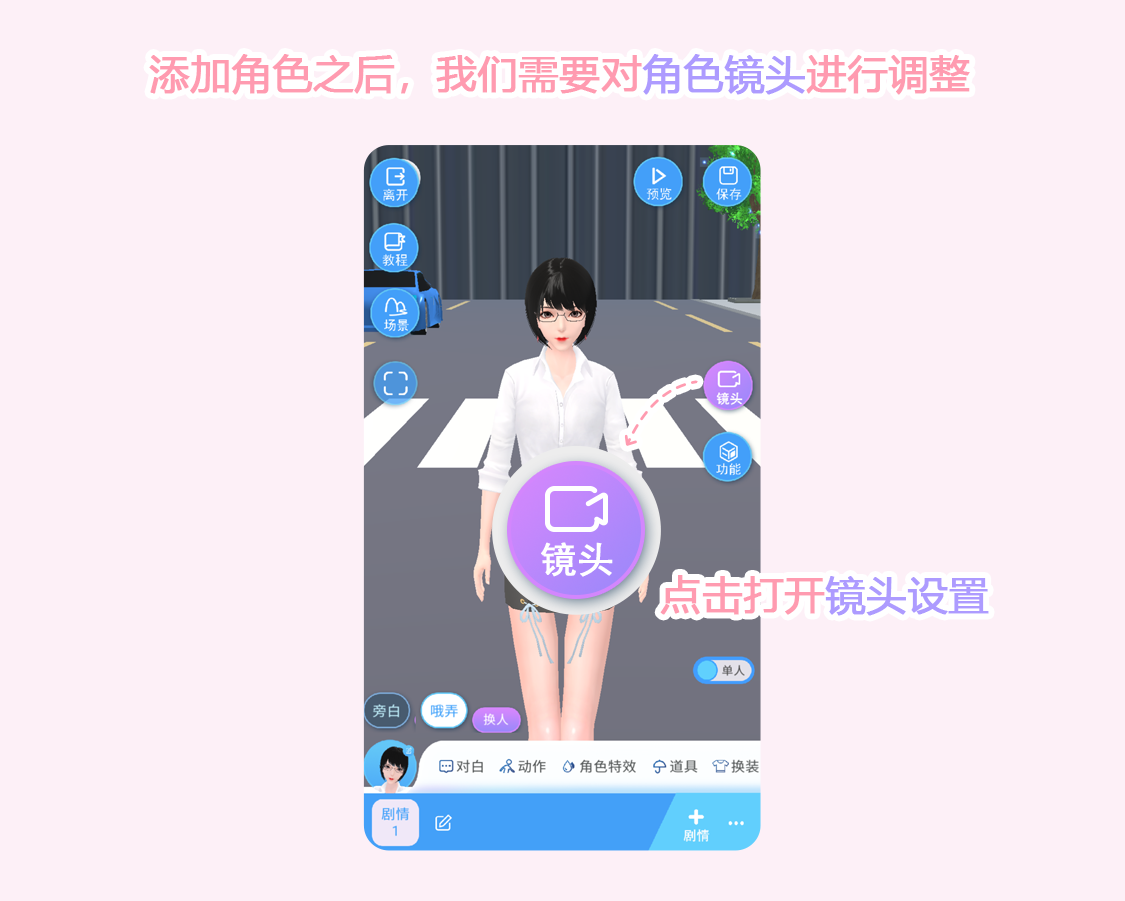 添加角色之后，我们需要对角色镜头进行调整
离开
预览
保存
教程
场景
镜头
功能
镜头
点击打开镜头设置
单人
旁白
哦弄
换人
对白
动作
角色特效
道具
换装
剧情
1
剧情